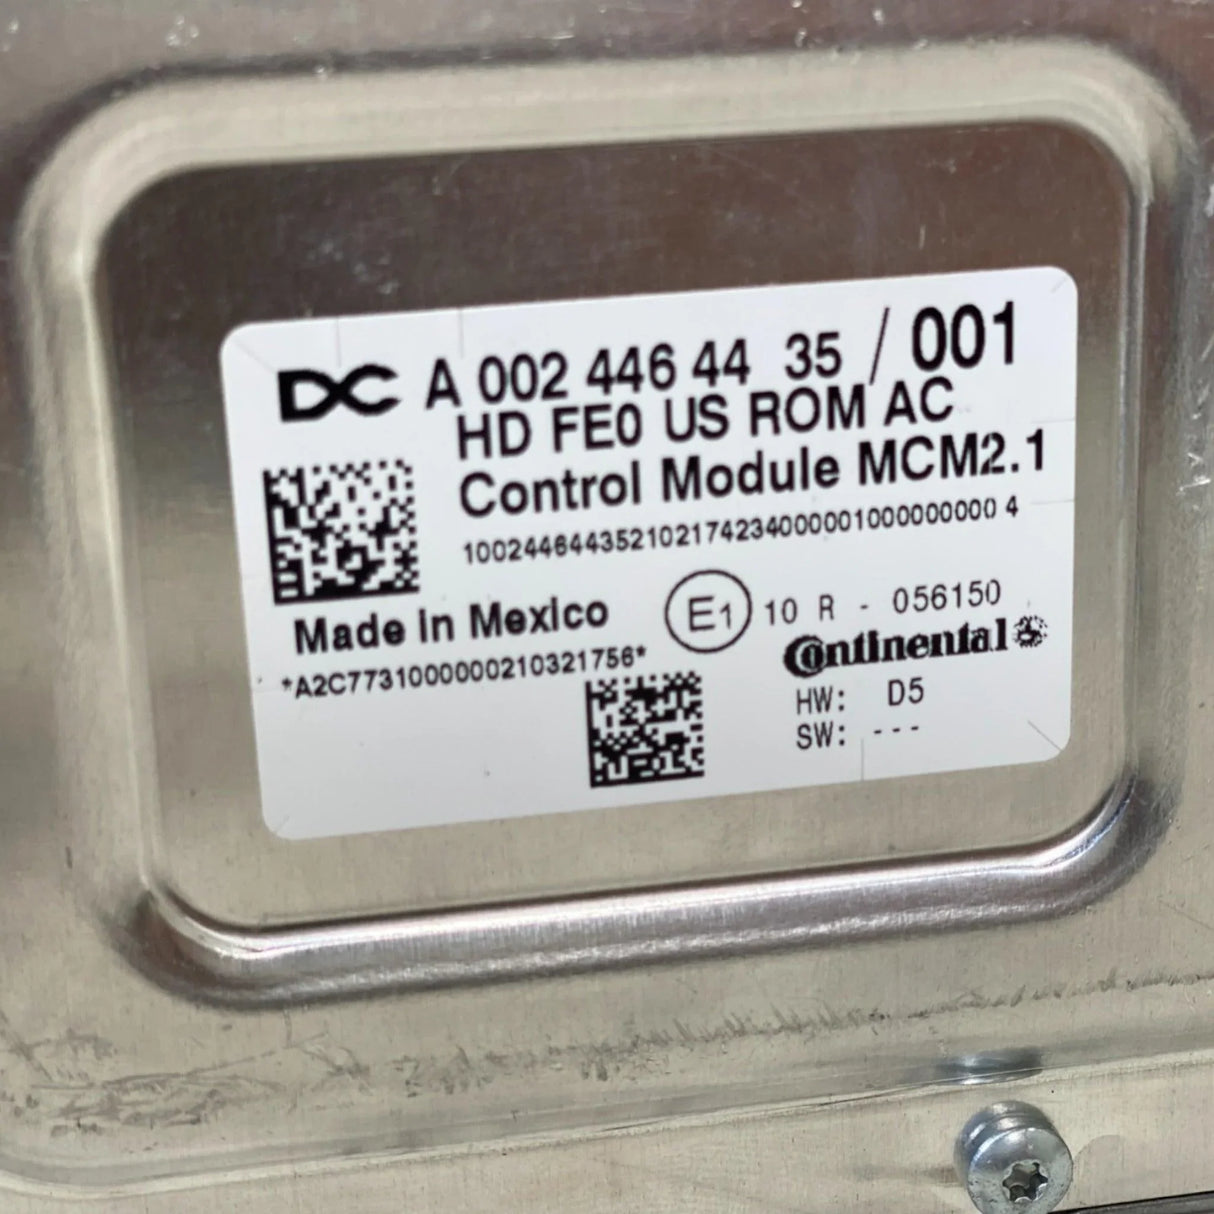 DC A 002 446 44 35 / 001
HD FE0 US ROM AC
Control Module MCM2.1
10024464435210217423400000100000000 4
Made in Mexico
E1 10 R - 056150
*A2C7731000000210321756*
Continental
HW: D5
SW: ---